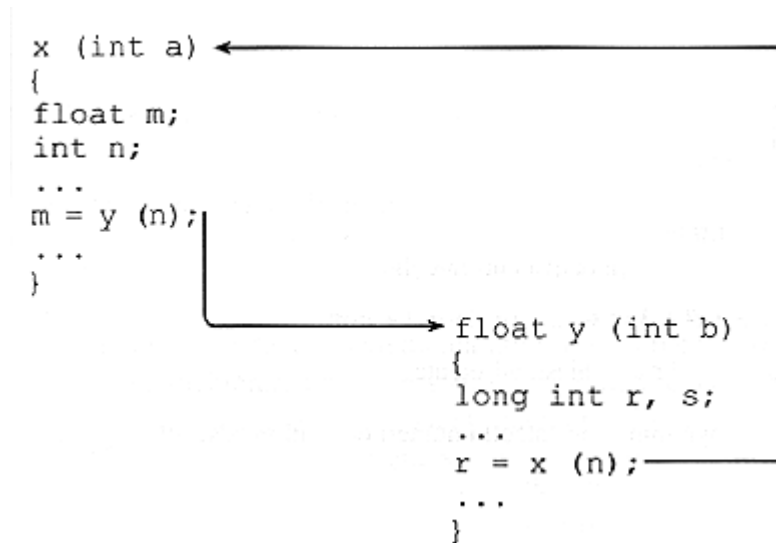 x (int a)
{
float m;
int n;
...
m = y (n);
...
}
float y (int b)
{
long int r, s;
...
r = x (n);
...
}